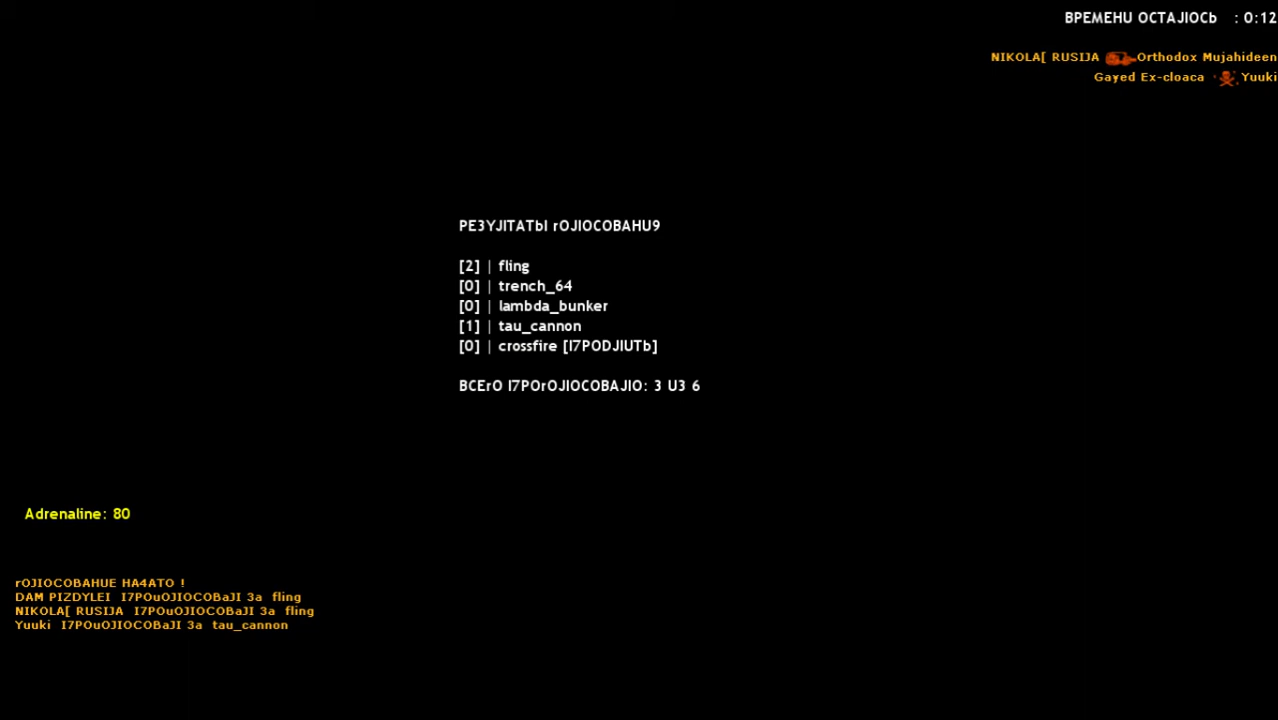 BPEMEHU OCTAJIOCb : 0:12
NIKOLA[ RUSIJA Orthodox Mujahideen
Gayed Ex-cloaca Yuuki
PE3YJITATbI rOJIOCOBAHU9
[2] | fling
[0] | trench_64
[0] | lambda_bunker
[1] | tau_cannon
[0] | crossfire [I7PODJIUTb]
BCErO I7POrOJIOCOBAJIO: 3 U3 6
Adrenaline: 80
rOJIOCOBAHUE HA4ATO !
DAM PIZDYLEI I7POuOJIOCOBaJI 3a fling
NIKOLA[ RUSIJA I7POuOJIOCOBaJI 3a fling
Yuuki I7POuOJIOCOBaJI 3a tau_cannon